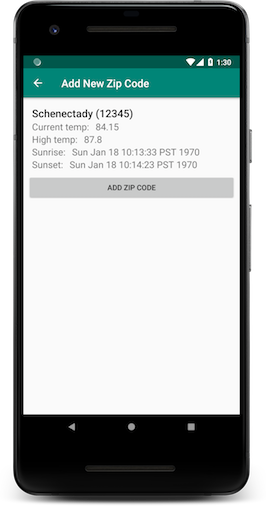 1:30
Add New Zip Code
Schenectady (12345)
Current temp: 84.15
High temp: 87.8
Sunrise: Sun Jan 18 10:13:33 PST 1970
Sunset: Sun Jan 18 10:14:23 PST 1970
ADD ZIP CODE